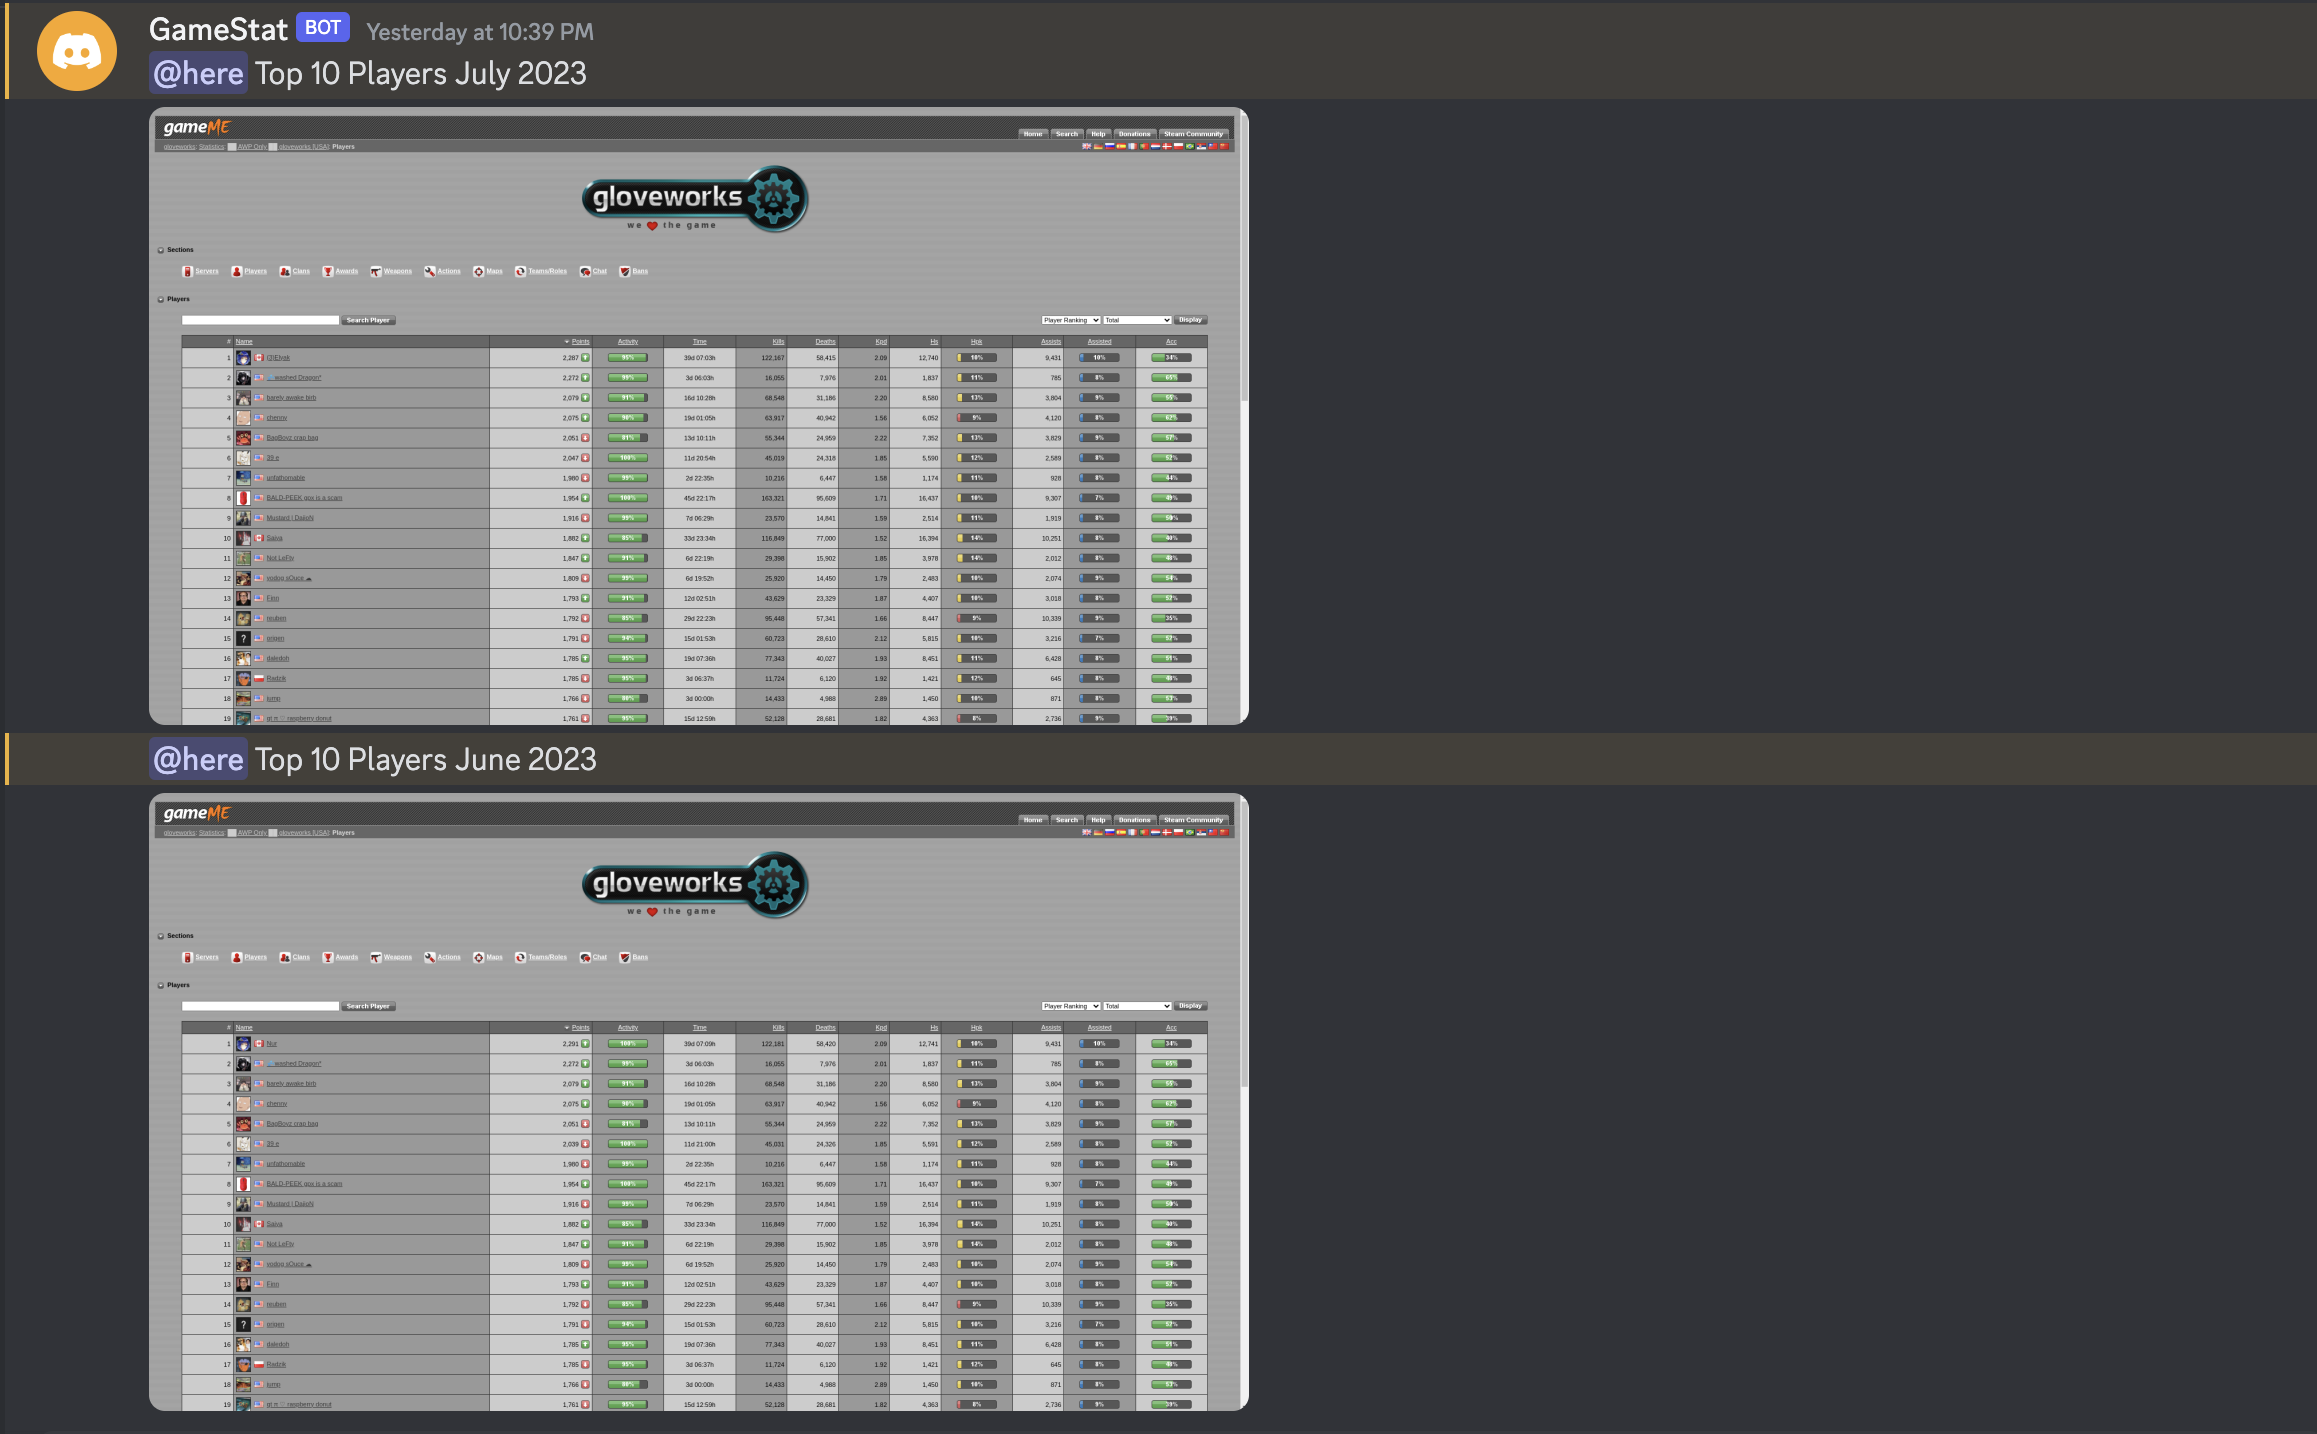 GameStat BOT Yesterday at 10:39 PM
@here Top 10 Players July 2023
gameME
Home Search Help Donations Steam Community
gloveworks: Statistics: AWP Only gloveworks [USA]: Players
gloveworks
we the game
Sections
Servers Players Clans Awards Weapons Actions Maps Teams/Roles Chat Bans
Players
Search Player Player Ranking Total Display
# Name Points Activity Time Kills Deaths Kpd Hs Hpk Assists Assisted Acc
1 (3)Elyak 2,287 95% 39d 07:03h 122,167 58,415 2.09 12,740 10% 9,431 10% 34%
2 washed Dragon* 2,272 99% 3d 06:03h 16,055 7,976 2.01 1,837 11% 785 8% 65%
3 barely awake birb 2,079 91% 16d 10:28h 68,548 31,186 2.20 8,580 13% 3,804 9% 55%
4 chenny 2,075 90% 19d 01:05h 63,917 40,942 1.56 6,052 9% 4,120 8% 62%
5 BagBoyz crap bag 2,051 81% 13d 10:11h 55,344 24,959 2.22 7,352 13% 3,829 9% 57%
6 39 e 2,047 100% 11d 20:54h 45,019 24,318 1.85 5,590 12% 2,589 8% 52%
7 unfathomable 1,980 99% 2d 22:35h 10,216 6,447 1.58 1,174 11% 928 8% 44%
8 BALD-PEEK gpx is a scam 1,954 100% 45d 22:17h 163,321 95,609 1.71 16,437 10% 9,307 7% 49%
9 Mustard | DajjoN 1,916 99% 7d 06:29h 23,570 14,841 1.59 2,514 11% 1,919 8% 50%
10 Saiva 1,882 85% 33d 23:34h 116,849 77,000 1.52 16,394 14% 10,251 8% 40%
11 Not LeFty 1,847 91% 6d 22:19h 29,398 15,902 1.85 3,978 14% 2,012 8% 48%
12 voilog sOuce 1,809 99% 6d 19:52h 25,920 14,450 1.79 2,483 10% 2,074 9% 54%
13 Finn 1,793 91% 12d 02:51h 43,629 23,329 1.87 4,407 10% 3,018 8% 52%
14 reuben 1,792 85% 29d 22:23h 95,448 57,341 1.66 8,447 9% 10,339 9% 35%
15 origen 1,791 94% 15d 01:53h 60,723 28,610 2.12 5,815 10% 3,216 7% 52%
16 daledoh 1,785 95% 19d 07:36h 77,343 40,027 1.93 8,451 11% 6,428 8% 51%
17 Radzik 1,785 95% 3d 06:37h 11,724 6,120 1.92 1,421 12% 645 8% 48%
18 jump 1,766 80% 3d 00:00h 14,433 4,988 2.89 1,450 10% 871 8% 53%
19 raspberry donut 1,761 95% 15d 12:59h 52,128 28,681 1.82 4,363 8% 2,736 9% 39%
@here Top 10 Players June 2023
gameME
Home Search Help Donations Steam Community
gloveworks: Statistics: AWP Only gloveworks [USA]: Players
gloveworks
we the game
Sections
Servers Players Clans Awards Weapons Actions Maps Teams/Roles Chat Bans
Players
Search Player Player Ranking Total Display
# Name Points Activity Time Kills Deaths Kpd Hs Hpk Assists Assisted Acc
1 Nur 2,291 100% 39d 07:09h 122,181 58,420 2.09 12,741 10% 9,431 10% 34%
2 washed Dragon* 2,272 99% 3d 06:03h 16,055 7,976 2.01 1,837 11% 785 8% 65%
3 barely awake birb 2,079 91% 16d 10:28h 68,548 31,186 2.20 8,580 13% 3,804 9% 55%
4 chenny 2,075 90% 19d 01:05h 63,917 40,942 1.56 6,052 9% 4,120 8% 62%
5 BagBoyz crap bag 2,051 81% 13d 10:11h 55,344 24,959 2.22 7,352 13% 3,829 9% 57%
6 39 e 2,039 100% 11d 21:00h 45,031 24,326 1.85 5,591 12% 2,589 8% 52%
7 unfathomable 1,980 99% 2d 22:35h 10,216 6,447 1.58 1,174 11% 928 8% 44%
8 BALD-PEEK gpx is a scam 1,954 100% 45d 22:17h 163,321 95,609 1.71 16,437 10% 9,307 7% 49%
9 Mustard | DajjoN 1,916 99% 7d 06:29h 23,570 14,841 1.59 2,514 11% 1,919 8% 50%
10 Saiva 1,882 85% 33d 23:34h 116,849 77,000 1.52 16,394 14% 10,251 8% 40%
11 Not LeFty 1,847 91% 6d 22:19h 29,398 15,902 1.85 3,978 14% 2,012 8% 48%
12 voilog sOuce 1,809 99% 6d 19:52h 25,920 14,450 1.79 2,483 10% 2,074 9% 54%
13 Finn 1,793 91% 12d 02:51h 43,629 23,329 1.87 4,407 10% 3,018 8% 52%
14 reuben 1,792 85% 29d 22:23h 95,448 57,341 1.66 8,447 9% 10,339 9% 35%
15 origen 1,791 94% 15d 01:53h 60,723 28,610 2.12 5,815 10% 3,216 7% 52%
16 daledoh 1,785 95% 19d 07:36h 77,343 40,027 1.93 8,451 11% 6,428 8% 51%
17 Radzik 1,785 95% 3d 06:37h 11,724 6,120 1.92 1,421 12% 645 8% 48%
18 jump 1,766 80% 3d 00:00h 14,433 4,988 2.89 1,450 10% 871 8% 53%
19 raspberry donut 1,761 95% 15d 12:59h 52,128 28,681 1.82 4,363 8% 2,736 9% 39%